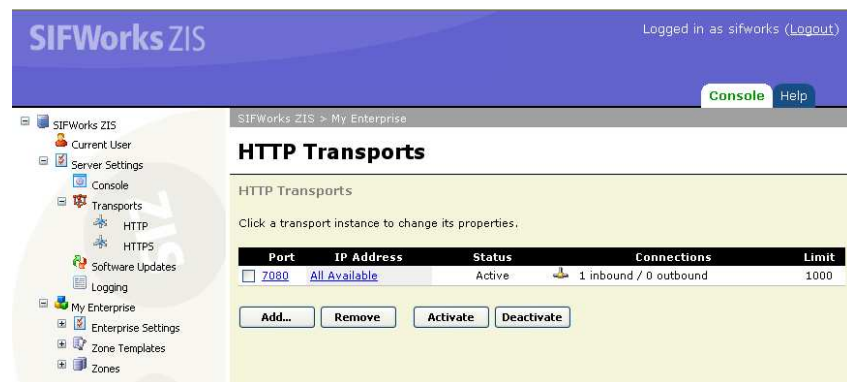 SIFWorks ZIS
Logged in as sifworks (Logout)
Console Help
SIFWorks ZIS
Current User
Server Settings
Console
Transports
HTTP
HTTPS
Software Updates
Logging
My Enterprise
Enterprise Settings
Zone Templates
Zones
SIFWorks ZIS > My Enterprise
HTTP Transports
HTTP Transports
Click a transport instance to change its properties.
Port IP Address Status Connections Limit
7080 All Available Active 1 inbound / 0 outbound 1000
Add... Remove Activate Deactivate
ZIS